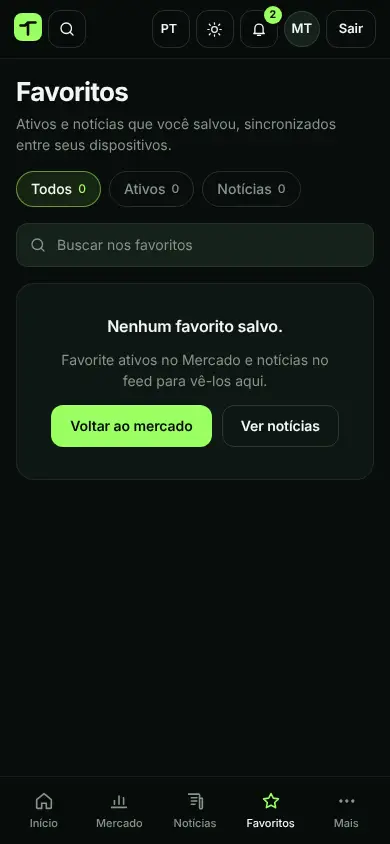 PT
2
MT
Sair
Favoritos
Ativos e notícias que você salvou, sincronizados
entre seus dispositivos.
Todos 0
Ativos 0
Notícias 0
Buscar nos favoritos
Nenhum favorito salvo.
Favorite ativos no Mercado e notícias no
feed para vê-los aqui.
Voltar ao mercado
Ver notícias
Início
Mercado
Notícias
Favoritos
Mais